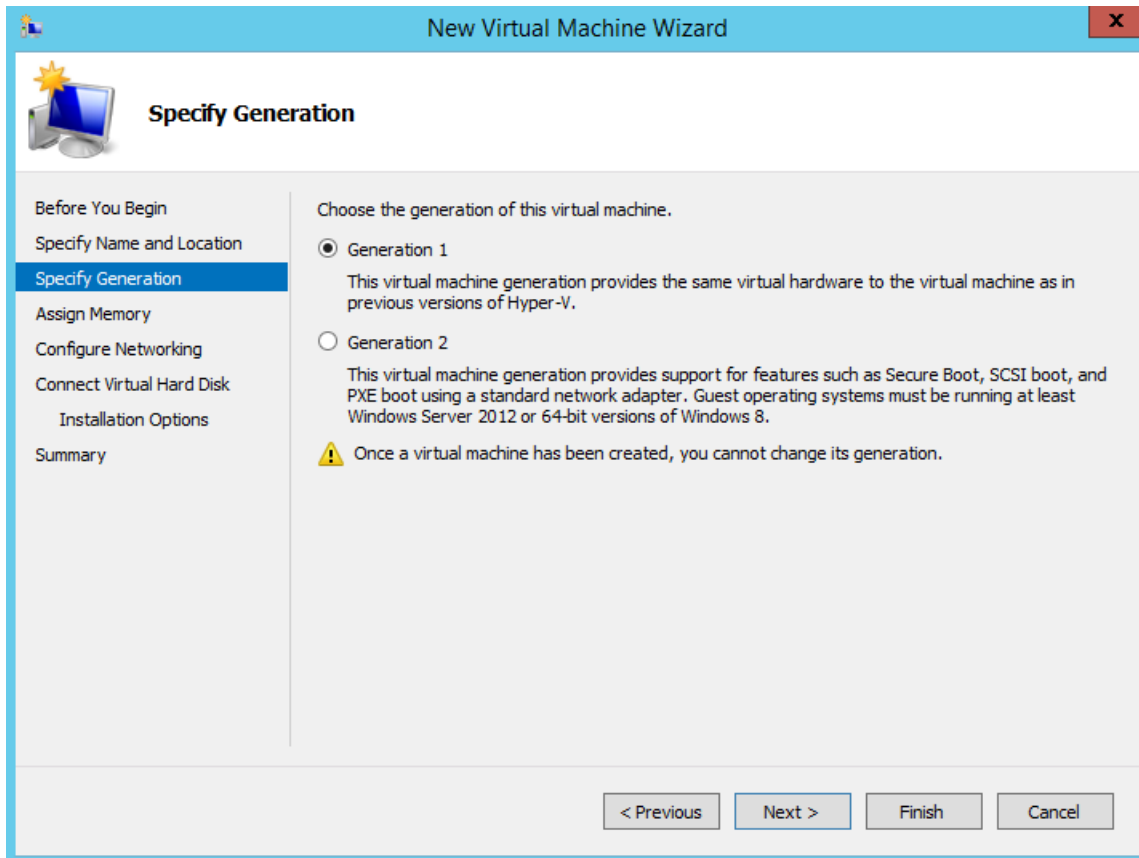 New Virtual Machine Wizard
x
Specify Generation
Before You Begin
Specify Name and Location
Specify Generation
Assign Memory
Configure Networking
Connect Virtual Hard Disk
Installation Options
Summary
Choose the generation of this virtual machine.
Generation 1
This virtual machine generation provides the same virtual hardware to the virtual machine as in
previous versions of Hyper-V.
Generation 2
This virtual machine generation provides support for features such as Secure Boot, SCSI boot, and
PXE boot using a standard network adapter. Guest operating systems must be running at least
Windows Server 2012 or 64-bit versions of Windows 8.
Once a virtual machine has been created, you cannot change its generation.
< Previous
Next >
Finish
Cancel